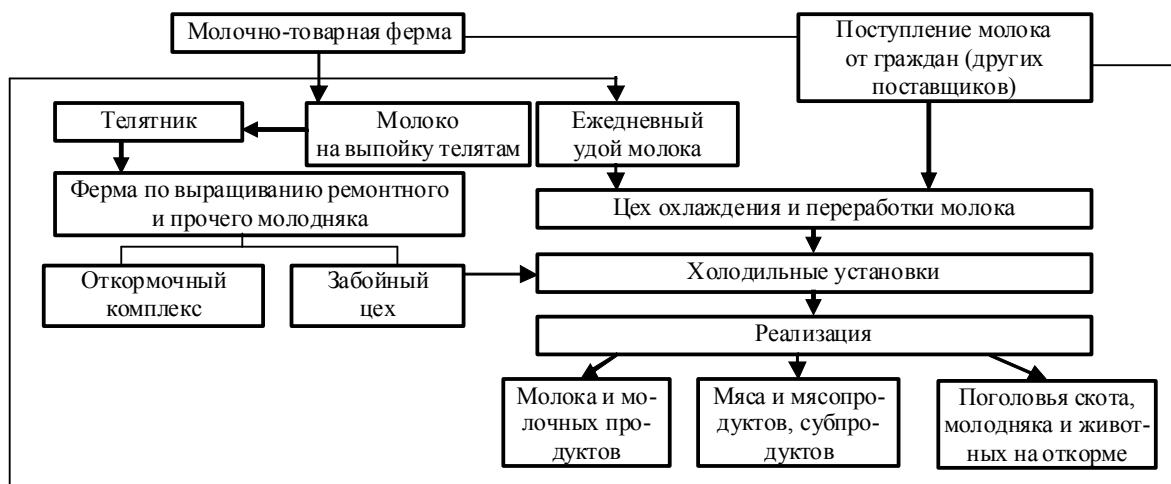 Молочно-товарная ферма
Поступление молока
от граждан (других
поставщиков)
Телятник
Молоко
на выпойку телятам
Ежедневный
удой молока
Ферма по выращиванию ремонтного
и прочего молодняка
Цех охлаждения и переработки молока
Откормочный
комплекс
Забойный
цех
Холодильные установки
Реализация
Молока и мо-
лочных про-
дуктов
Мяса и мясопро-
дуктов, субпро-
дуктов
Поголовья скота,
молодняка и живот-
ных на откорме